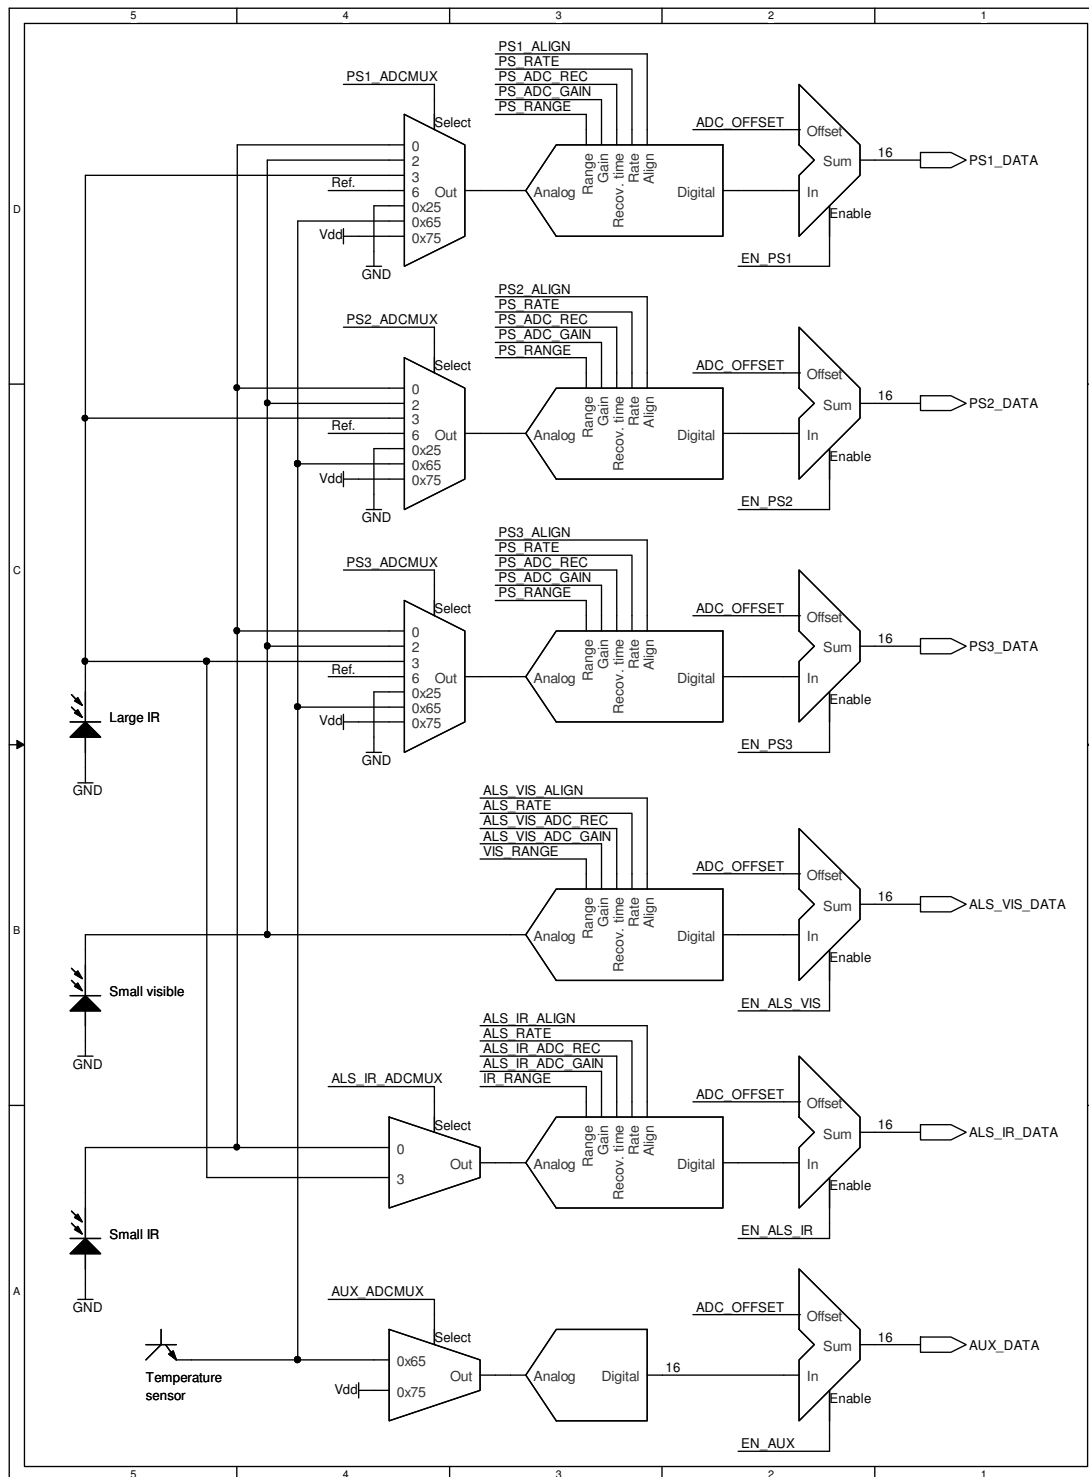 5 4 3 2 1
PS1_ALIGN
PS_RATE
PS_ADC_REC
PS_ADC_GAIN
PS_RANGE
PS1_ADCMUX
Select
0
2
3
Ref. 6 Out
0x25
0x65
Vdd 0x75
GND
Analog
Range
Gain
Recov. time
Rate
Align
Digital
ADC_OFFSET
Offset
Sum
In
Enable
EN_PS1
16
PS1_DATA
D
PS2_ALIGN
PS_RATE
PS_ADC_REC
PS_ADC_GAIN
PS_RANGE
PS2_ADCMUX
Select
0
2
3
Ref. 6 Out
0x25
0x65
Vdd 0x75
GND
Analog
Range
Gain
Recov. time
Rate
Align
Digital
ADC_OFFSET
Offset
Sum
In
Enable
EN_PS2
16
PS2_DATA
C
PS3_ALIGN
PS_RATE
PS_ADC_REC
PS_ADC_GAIN
PS_RANGE
PS3_ADCMUX
Select
0
2
3
Ref. 6 Out
0x25
0x65
Vdd 0x75
GND
Analog
Range
Gain
Recov. time
Rate
Align
Digital
ADC_OFFSET
Offset
Sum
In
Enable
EN_PS3
16
PS3_DATA
Large IR
GND
ALS_VIS_ALIGN
ALS_RATE
ALS_VIS_ADC_REC
ALS_VIS_ADC_GAIN
VIS_RANGE
Analog
Range
Gain
Recov. time
Rate
Align
Digital
ADC_OFFSET
Offset
Sum
In
Enable
EN_ALS_VIS
16
ALS_VIS_DATA
B
Small visible
GND
ALS_IR_ALIGN
ALS_RATE
ALS_IR_ADC_REC
ALS_IR_ADC_GAIN
IR_RANGE
ALS_IR_ADCMUX
Select
0
Out
3
Analog
Range
Gain
Recov. time
Rate
Align
Digital
ADC_OFFSET
Offset
Sum
In
Enable
EN_ALS_IR
16
ALS_IR_DATA
Small IR
GND
A
AUX_ADCMUX
Select
0x65
Out
Vdd 0x75
Temperature
sensor
Analog
Digital
16
ADC_OFFSET
Offset
Sum
In
Enable
EN_AUX
16
AUX_DATA
5 4 3 2 1